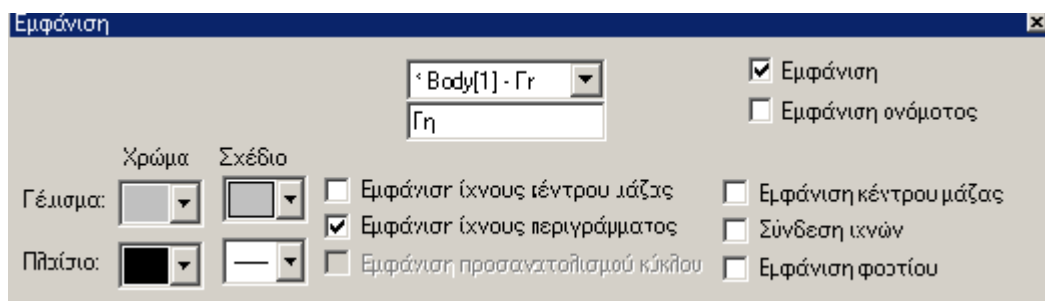 Εμφάνιση
Body[1] - Γr
Γη
Εμφάνιση
Εμφάνιση ονόματος
Χρώμα Σχέδιο
Γέμισμα:
Εμφάνιση ίχνους κέντρου μάζας
Εμφάνιση κέντρου μάζας
Εμφάνιση ίχνους περιγράμματος
Σύνδεση ιχνών
Πλαίσιο:
Εμφάνιση προσανατολισμού κύκλου
Εμφάνιση φορτίου